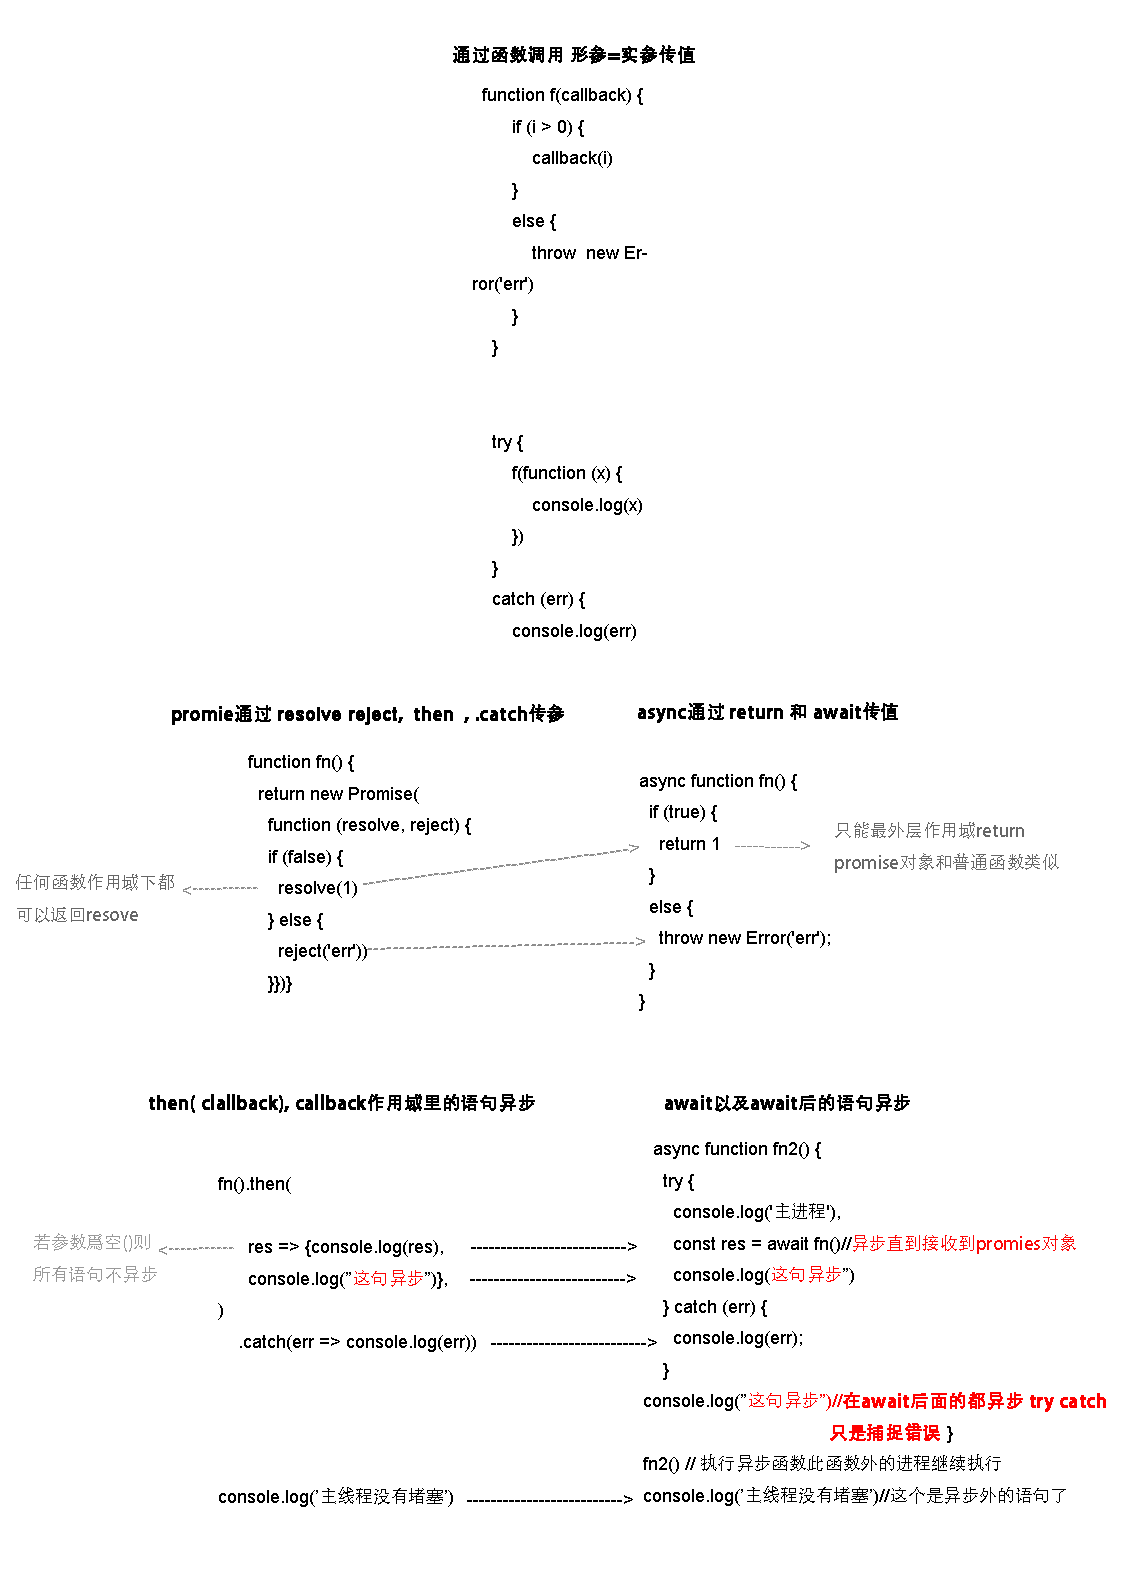 通过函数调用 形参=实参传值
function f(callback) {
if (i > 0) {
callback(i)
}
else {
throw  new Er-
ror('err')
}
}
try {
f(function (x) {
console.log(x)
})
}
catch (err) {
console.log(err)
promie通过 resolve reject,  then  , .catch传参
function fn() {
return new Promise(
function (resolve, reject) {
if (false) {
resolve(1)
} else {
reject('err'))
}})}
任何函数作用域下都
可以返回resove
async通过 return 和 await传值
async function fn() {
if (true) {
return 1
}
else {
throw new Error('err');
}
}
只能最外层作用域return
promise对象和普通函数类似
then( clallback), callback作用域里的语句异步
fn().then(
res => {console.log(res),
console.log("这句异步")},
)
.catch(err => console.log(err))
若参数爲空()则
所有语句不异步
console.log('主线程没有堵塞')
await以及await后的语句异步
async function fn2() {
try {
console.log('主进程'),
const res = await fn()//异步直到接收到promies对象
console.log(这句异步")
} catch (err) {
console.log(err);
}
console.log("这句异步")//在await后面的都异步 try catch
只是捕捉错误 }
fn2() // 执行异步函数此函数外的进程继续执行
console.log('主线程没有堵塞')//这个是异步外的语句了